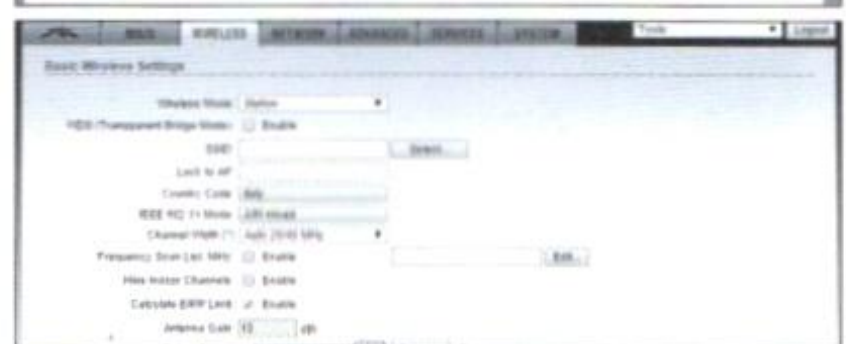 MAIN WIRELESS NETWORK ADVANCED SERVICES SYSTEM Tools Logout
Basic Wireless Settings
Wireless Mode: Station
WDS (Transparent Bridge Mode): Enable
SSID: Select...
Lock to AP
Country Code: Italy
IEEE 802.11 Mode: A/N mixed
Channel Width: Auto 20/40 MHz
Frequency Scan List, MHz: Enable Edit...
Enable
Calculate EIRP Limit: Enable
Antenna Gain: